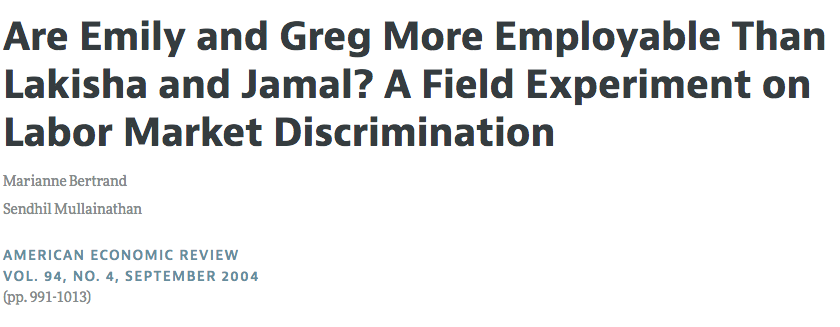 Are Emily and Greg More Employable Than
Lakisha and Jamal? A Field Experiment on
Labor Market Discrimination
Marianne Bertrand
Sendhil Mullainathan
AMERICAN ECONOMIC REVIEW
VOL. 94, NO. 4, SEPTEMBER 2004
(pp. 991-1013)